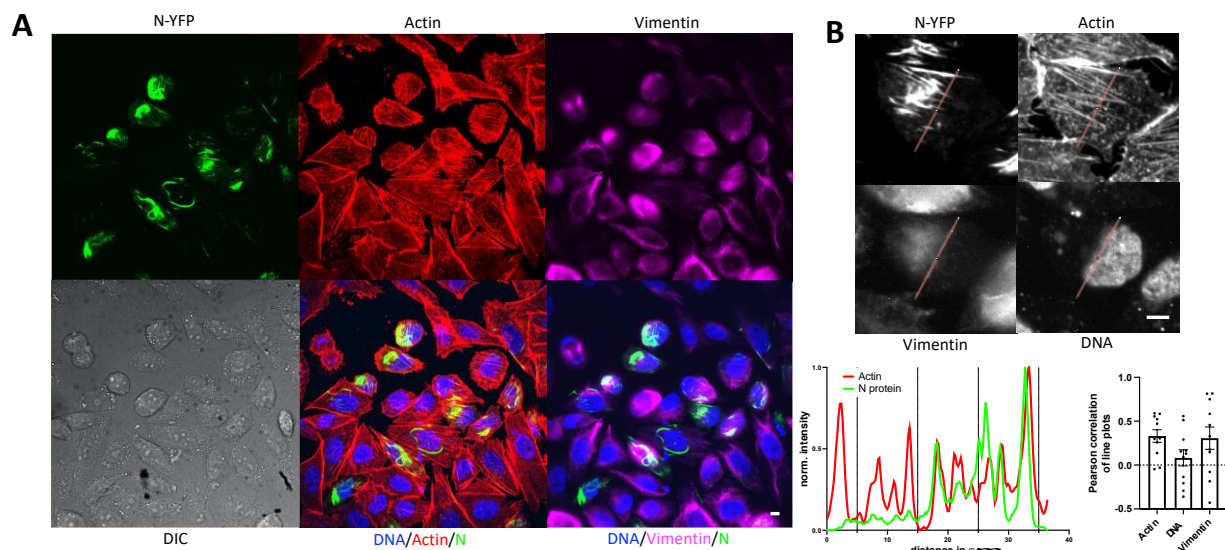 A
N-YFP
Actin
Vimentin
DIC
DNA/Actin/N
DNA/Vimentin/N
B
N-YFP
Actin
Vimentin
DNA
Actin
N protein
norm. intensity
1.0
0.5
0.0
0
10
20
30
40
distance in
Pearson correlation
of line plots
1.0
0.5
0.0
-0.5
Actin
DNA
Vimentin